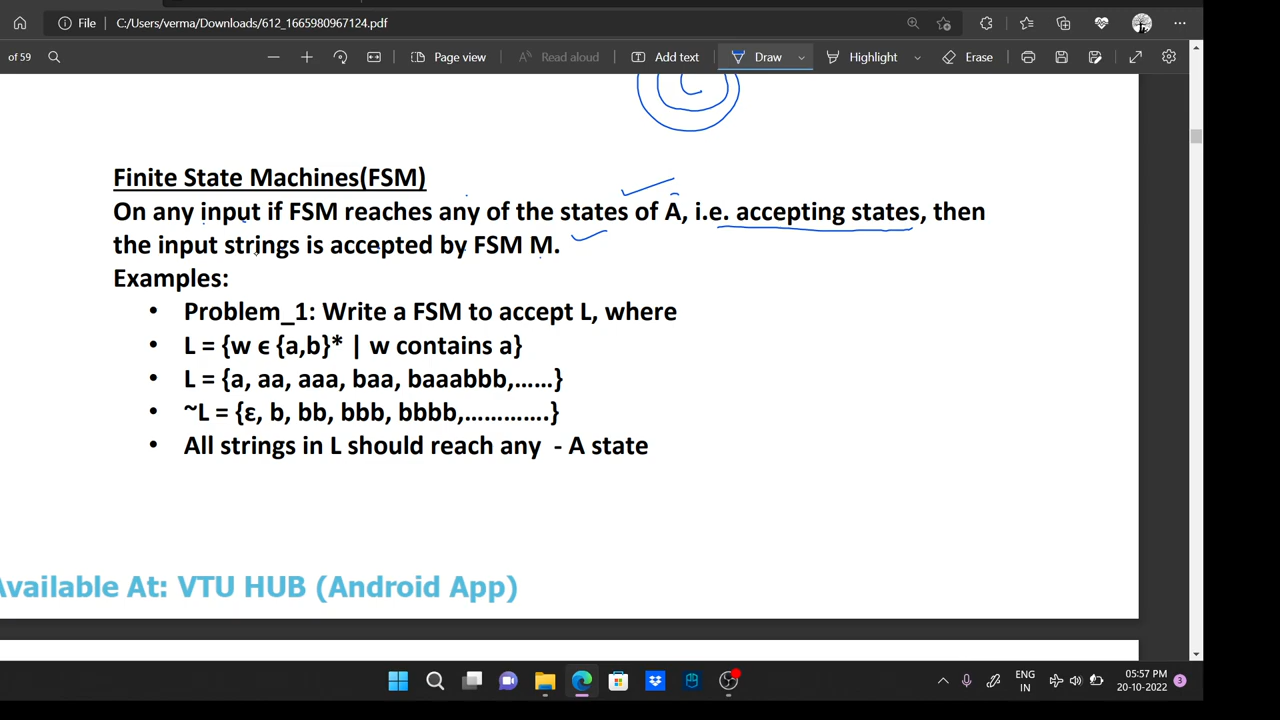 File C:/Users/verma/Downloads/612_1665980967124.pdf
of 59 Page view Read aloud Add text Draw Highlight Erase
Finite State Machines(FSM)
On any input if FSM reaches any of the states of A, i.e. accepting states, then
the input strings is accepted by FSM M.
Examples:
• Problem_1: Write a FSM to accept L, where
• L = {w ϵ {a,b}* | w contains a}
• L = {a, aa, aaa, baa, baaabbb,......}
• ~L = {ε, b, bb, bbb, bbbb,.............}
• All strings in L should reach any - A state
Available At: VTU HUB (Android App)
ENG 05:57 PM
IN 20-10-2022 3